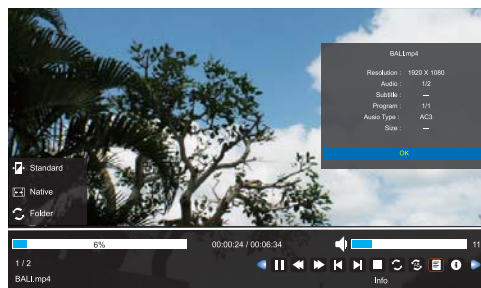 BALI.mp4
Resolution : 1920 X 1080
Audio : 1/2
Subtitle : —
Program : 1/1
Ausio Type : AC3
Size : —
OK
Standard
Native
Folder
6%
00:00:24 / 00:06:34
11
1 / 2
BALI.mp4
Info